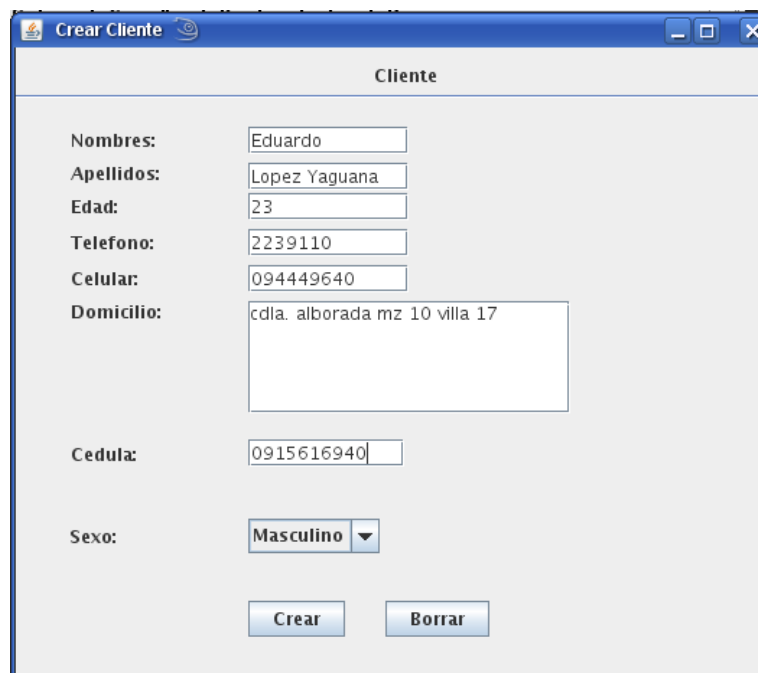 Crear Cliente
Cliente
Nombres: Eduardo
Apellidos: Lopez Yaguana
Edad: 23
Telefono: 2239110
Celular: 094449640
Domicilio: cdla. alborada mz 10 villa 17
Cedula: 0915616940
Sexo: Masculino
Crear Borrar